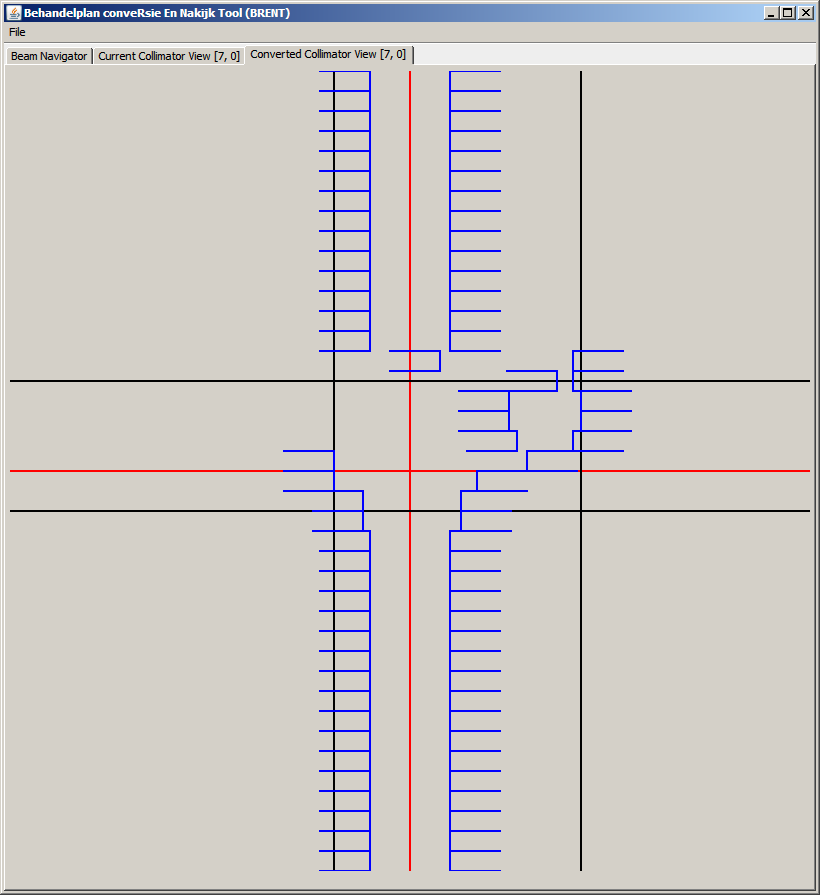 Behandelplan conveRsie En Nakijk Tool (BRENT)
File
Beam Navigator Current Collimator View [7, 0] Converted Collimator View [7, 0]